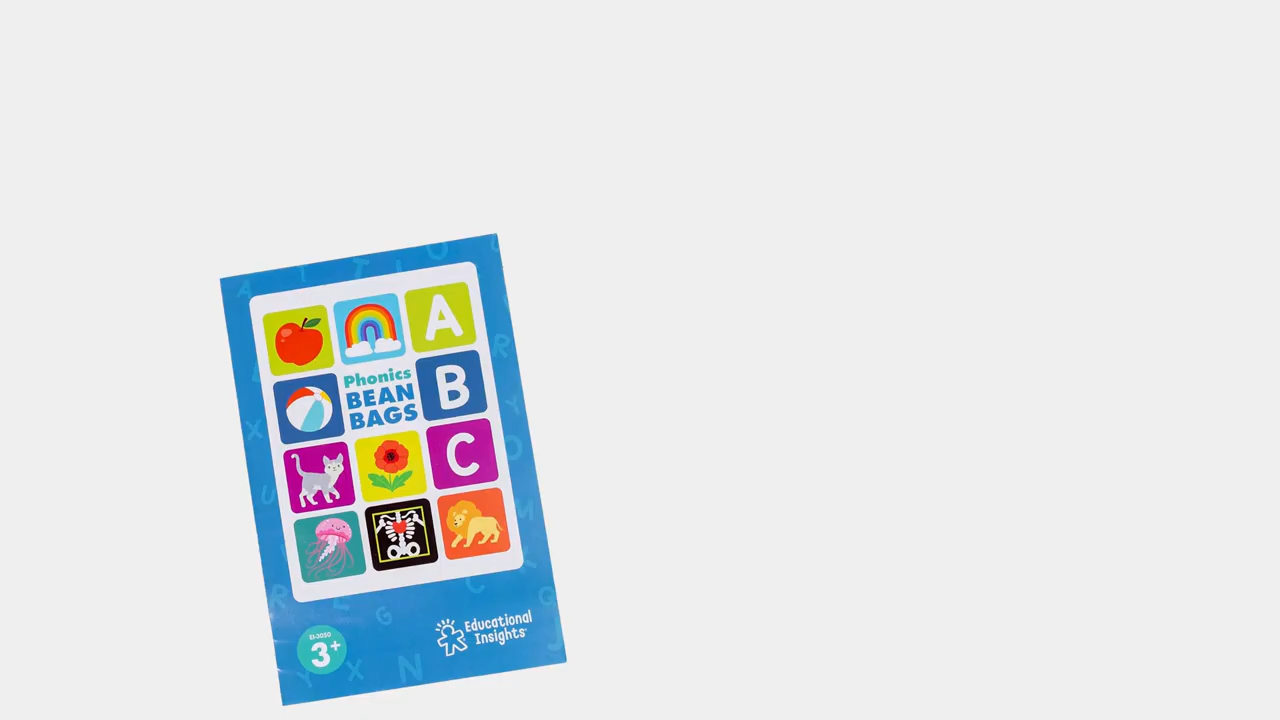 A
Phonics
BEAN
BAGS
B
C
EI-3050
3+
Educational
Insights